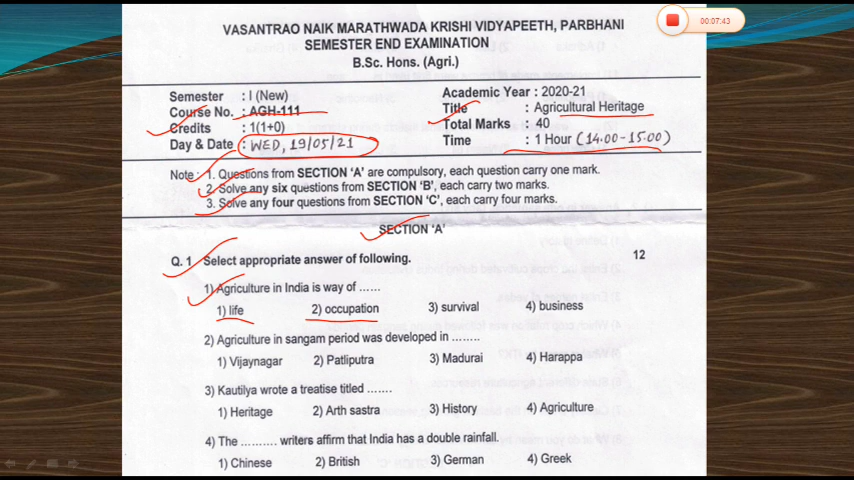 00:07:43
VASANTRAO NAIK MARATHWADA KRISHI VIDYAPEETH, PARBHANI
SEMESTER END EXAMINATION
B.Sc. Hons. (Agri.)
Semester : I (New)
Academic Year : 2020-21
Course No. : AGH-111
Title : Agricultural Heritage
Credits : 1(1+0)
Total Marks : 40
Day & Date : WED, 19/05/21
Time : 1 Hour (14.00-15.00)
Note : 1. Questions from SECTION 'A' are compulsory, each question carry one mark.
2. Solve any six questions from SECTION 'B', each carry two marks.
3. Solve any four questions from SECTION 'C', each carry four marks.
SECTION 'A'
Q. 1 Select appropriate answer of following. 12
1) Agriculture in India is way of ......
1) life 2) occupation 3) survival 4) business
2) Agriculture in sangam period was developed in ........
1) Vijaynagar 2) Patliputra 3) Madurai 4) Harappa
3) Kautilya wrote a treatise titled .......
1) Heritage 2) Arth sastra 3) History 4) Agriculture
4) The .......... writers affirm that India has a double rainfall.
1) Chinese 2) British 3) German 4) Greek